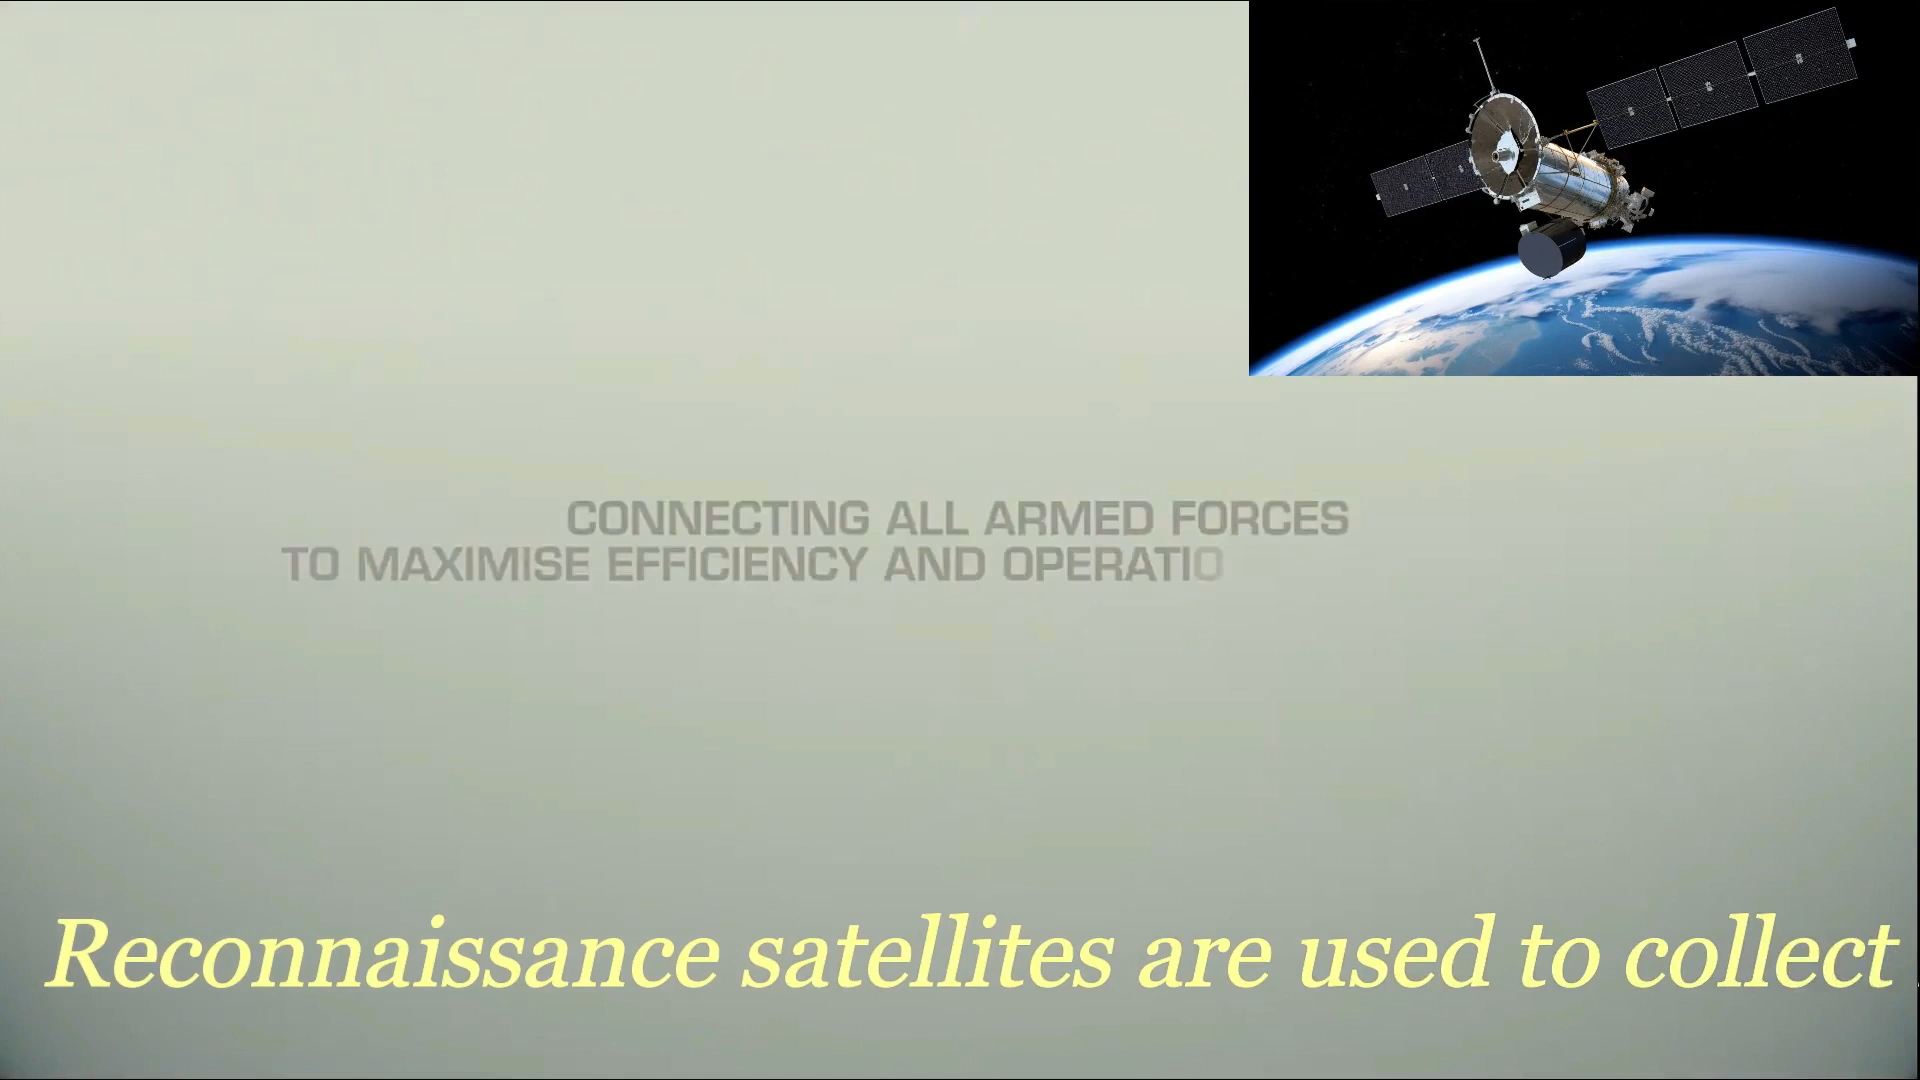 CONNECTING ALL ARMED FORCES
TO MAXIMISE EFFICIENCY AND OPERATIO
Reconnaissance satellites are used to collect